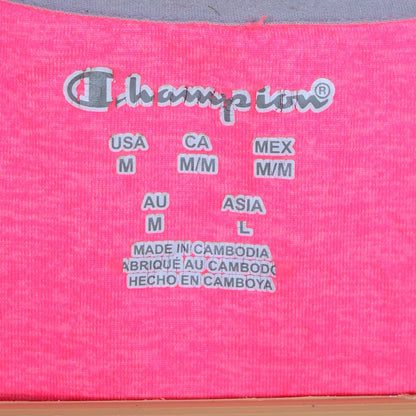 Champion®
USA CA MEX
M M/M M/M
AU ASIA
M L
MADE IN CAMBODIA
FABRIQUÉ AU CAMBODGE
HECHO EN CAMBOYA